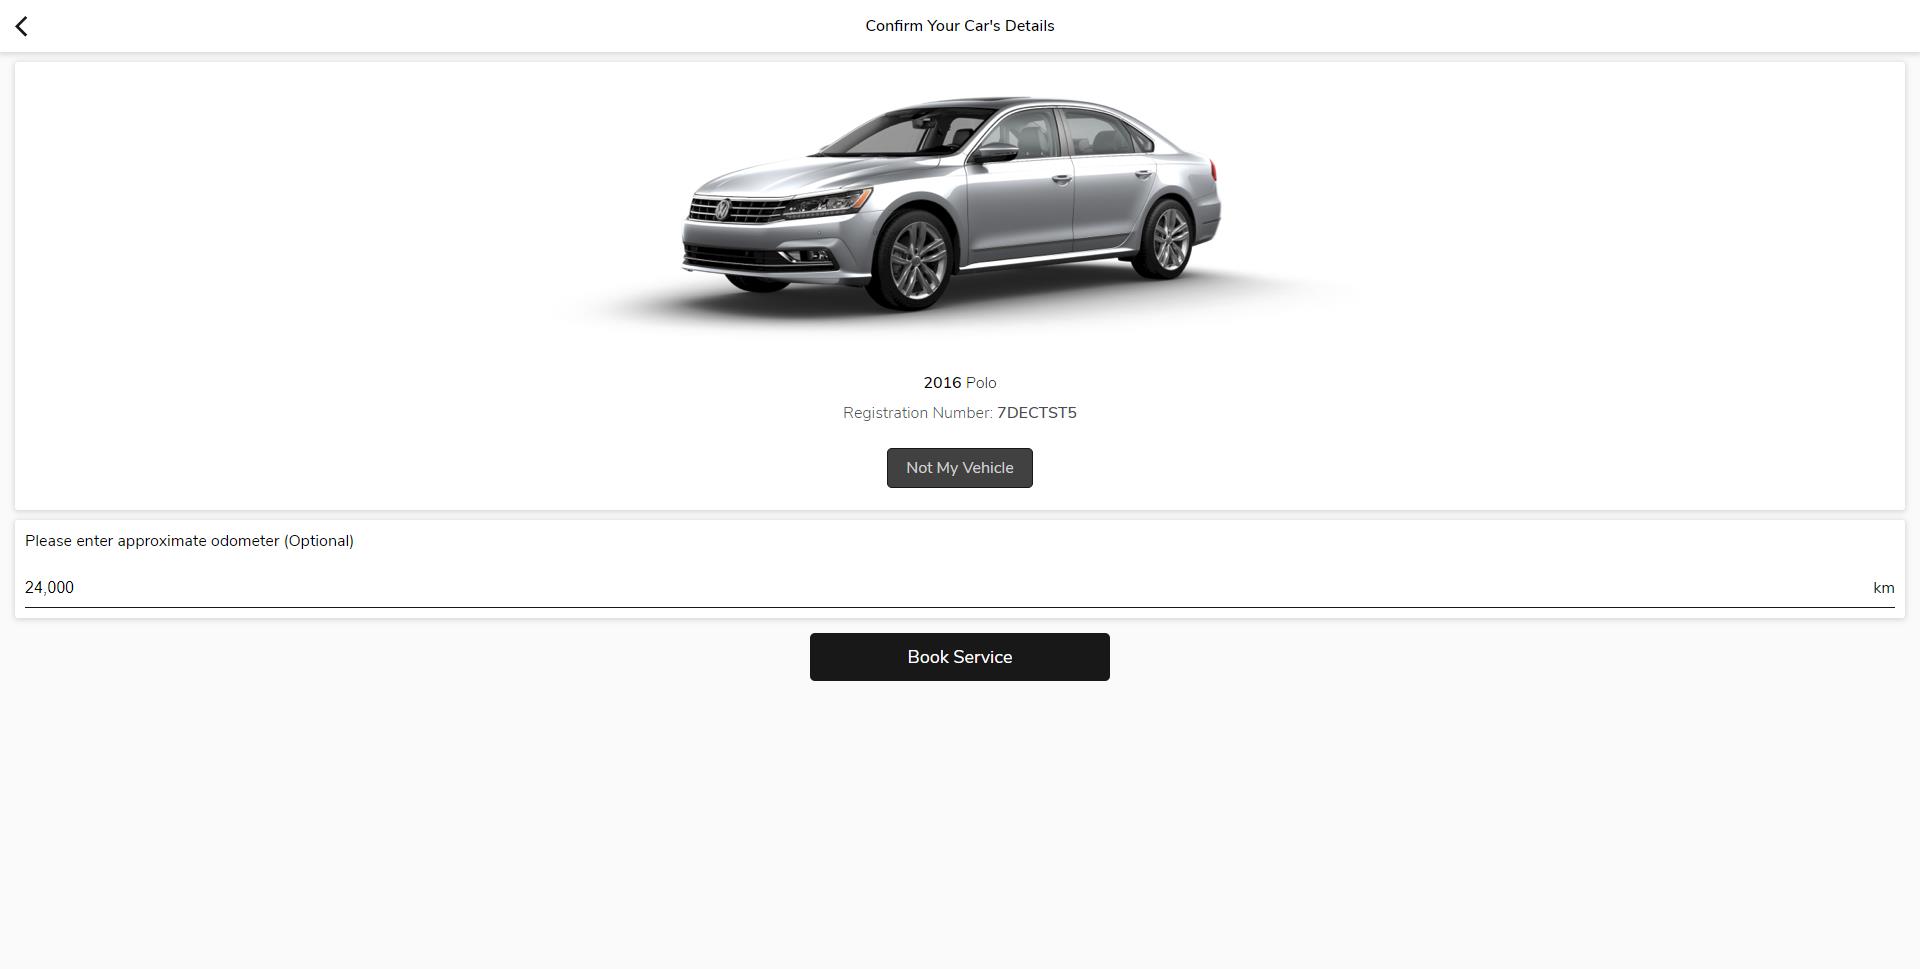 Confirm Your Car's Details
2016 Polo
Registration Number: 7DECTST5
Not My Vehicle
Please enter approximate odometer (Optional)
24,000 km
Book Service